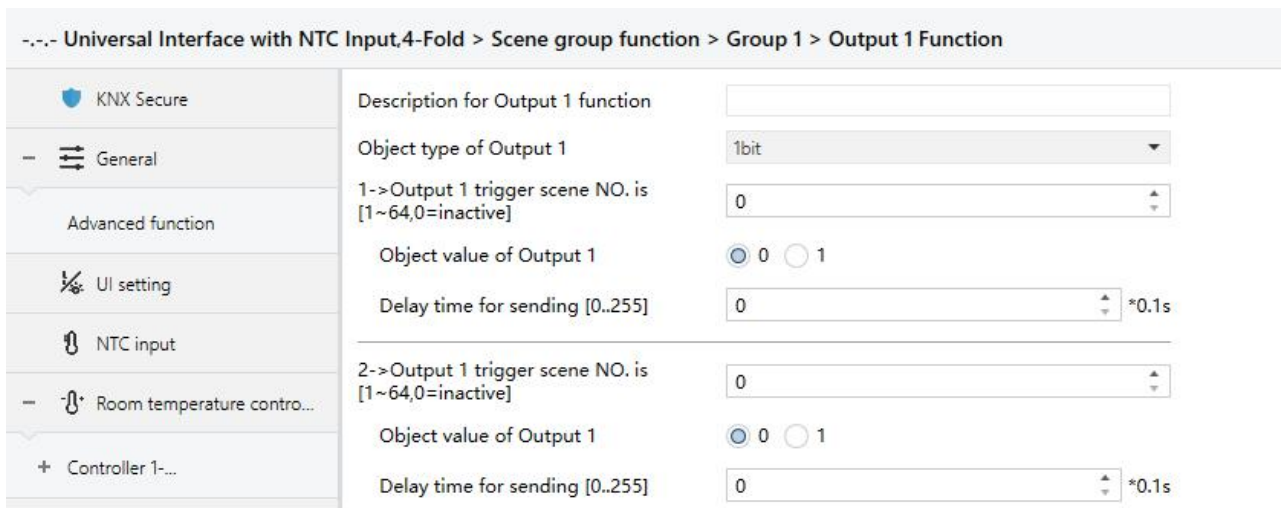 -.-.- Universal Interface with NTC Input,4-Fold > Scene group function > Group 1 > Output 1 Function
KNX Secure
General
Advanced function
UI setting
NTC input
Room temperature contro...
Controller 1-...
Description for Output 1 function
Object type of Output 1
1bit
1->Output 1 trigger scene NO. is
[1~64,0=inactive]
0
Object value of Output 1
0
1
Delay time for sending [0..255]
0
*0.1s
2->Output 1 trigger scene NO. is
[1~64,0=inactive]
0
Object value of Output 1
0
1
Delay time for sending [0..255]
0
*0.1s